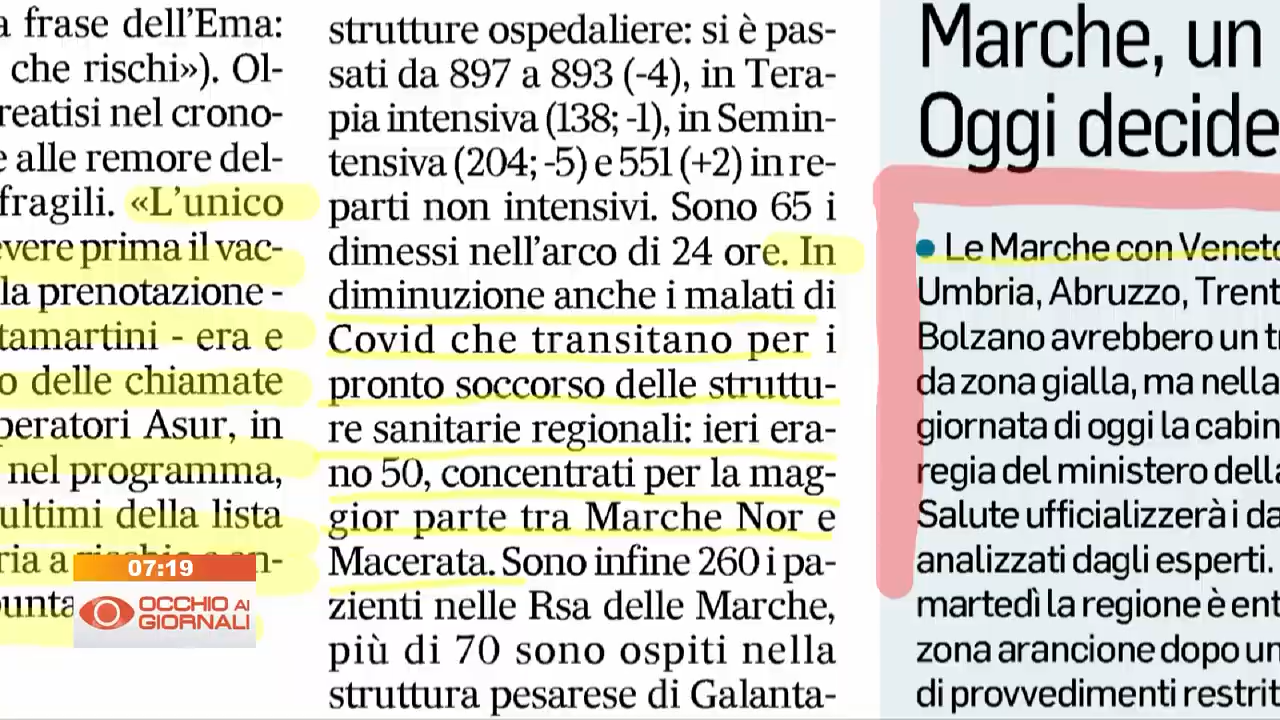 a frase dell'Ema:
che rischi»). Ol-
reatisi nel crono-
e alle remore del-
fragili. «L'unico
evere prima il vac-
la prenotazione -
tamartini - era e
o delle chiamate
peratori Asur, in
nel programma,
ultimi della lista
ria a rischio e an-
punta
strutture ospedaliere: si è pas-
sati da 897 a 893 (-4), in Tera-
pia intensiva (138; -1), in Semin-
tensiva (204; -5) e 551 (+2) in re-
parti non intensivi. Sono 65 i
dimessi nell'arco di 24 ore. In
diminuzione anche i malati di
Covid che transitano per i
pronto soccorso delle struttu-
re sanitarie regionali: ieri era-
no 50, concentrati per la mag-
gior parte tra Marche Nor e
Macerata. Sono infine 260 i pa-
zienti nelle Rsa delle Marche,
più di 70 sono ospiti nella
struttura pesarese di Galanta-
Marche, un
Oggi decide
• Le Marche con Veneto
Umbria, Abruzzo, Trent
Bolzano avrebbero un tr
da zona gialla, ma nella
giornata di oggi la cabin
regia del ministero della
Salute ufficializzerà i da
analizzati dagli esperti.
martedì la regione è ent
zona arancione dopo un
di provvedimenti restrit
07:19
OCCHIO AI
GIORNALI